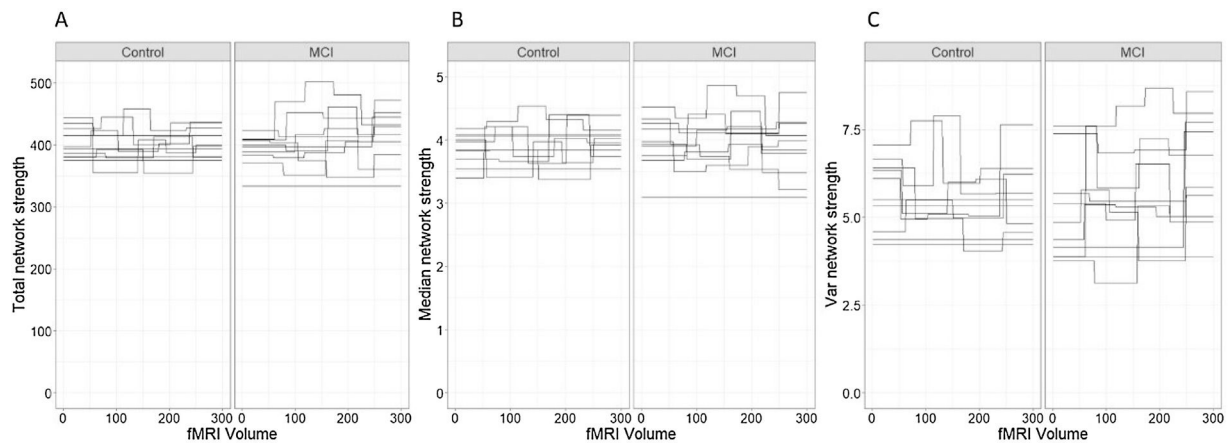 A
B
C
Control
MCI
Control
MCI
Control
MCI
Total network strength
500
400
300
200
100
0
Median network strength
5
4
3
2
1
0
Var network strength
7.5
5.0
2.5
0.0
0 100 200 300
0 100 200 300
0 100 200 300
0 100 200 300
0 100 200 300
0 100 200 300
fMRI Volume
fMRI Volume
fMRI Volume